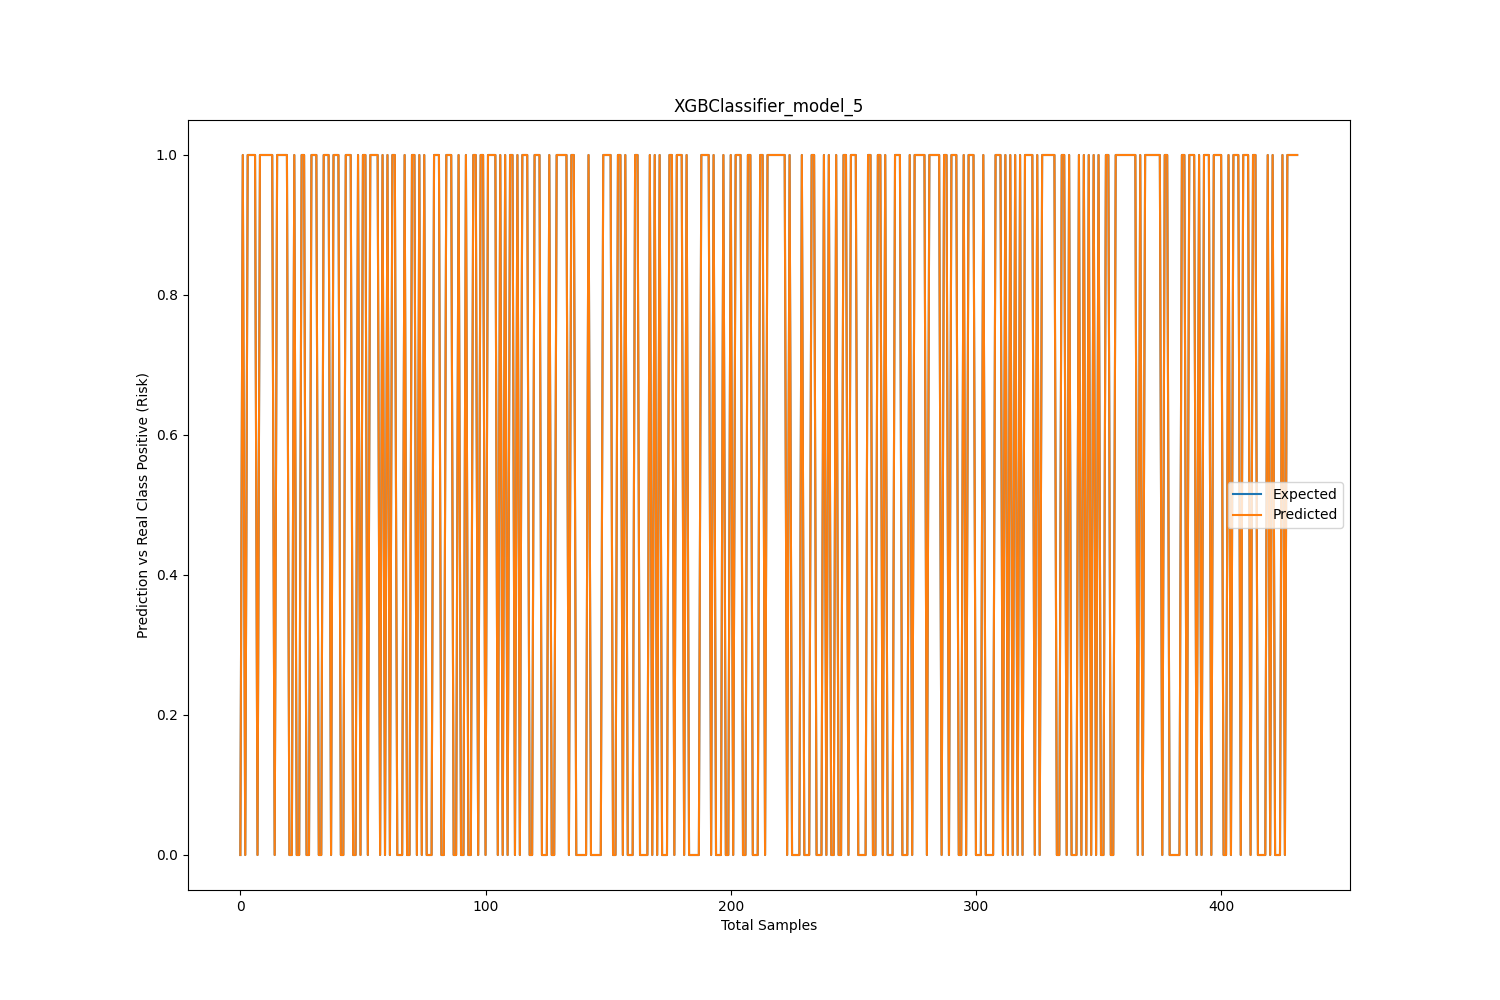 XGBClassifier_model_5
1.0
0.8
0.6
0.4
0.2
0.0
Prediction vs Real Class Positive (Risk)
Expected
Predicted
0 100 200 300 400
Total Samples